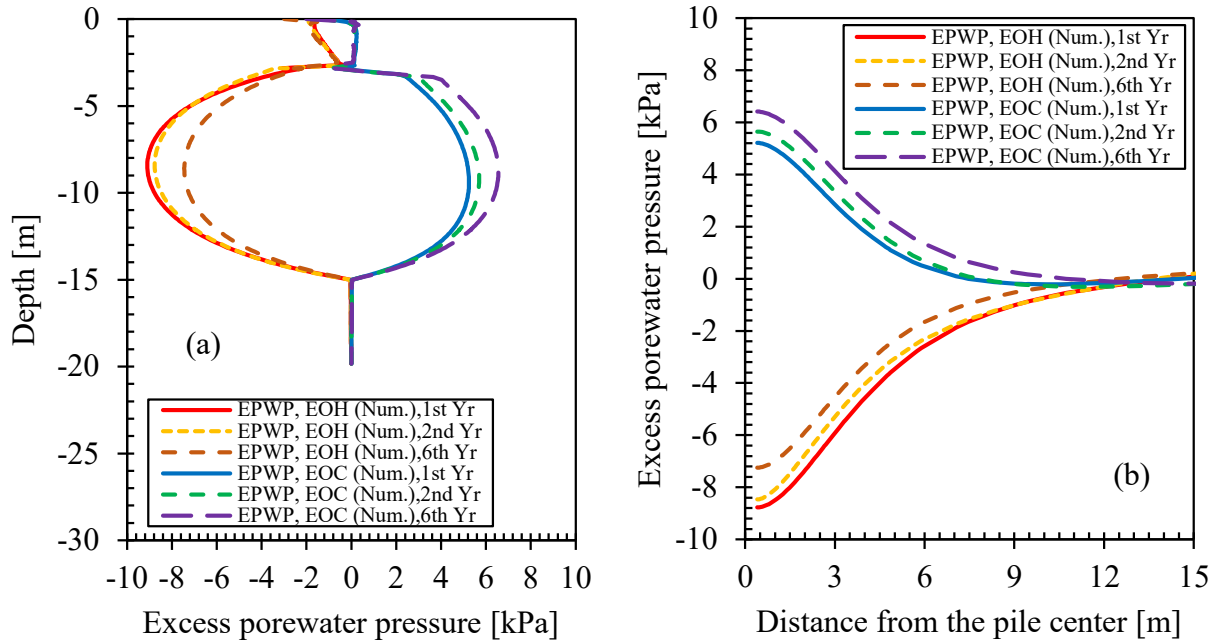 0
-5
-10
-15
-20
-25
-30
Depth [m]
(a)
EPWP, EOH (Num.),1st Yr
EPWP, EOH (Num.),2nd Yr
EPWP, EOH (Num.),6th Yr
EPWP, EOC (Num.),1st Yr
EPWP, EOC (Num.),2nd Yr
EPWP, EOC (Num.),6th Yr
-10 -8 -6 -4 -2 0 2 4 6 8 10
Excess porewater pressure [kPa]
10
8
6
4
2
0
-2
-4
-6
-8
-10
Excess porewater pressure [kPa]
EPWP, EOH (Num.),1st Yr
EPWP, EOH (Num.),2nd Yr
EPWP, EOH (Num.),6th Yr
EPWP, EOC (Num.),1st Yr
EPWP, EOC (Num.),2nd Yr
EPWP, EOC (Num.),6th Yr
(b)
0 3 6 9 12 15
Distance from the pile center [m]